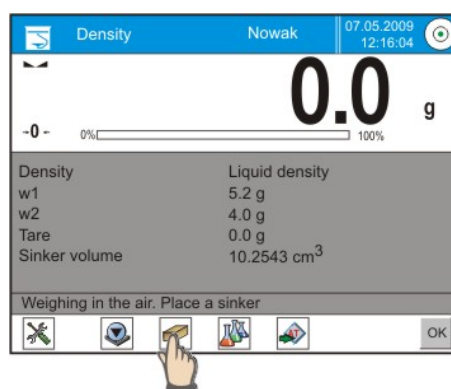 Density Nowak 07.05.2009
12:16:04
0.0 g
-0- 0% 100%
Density Liquid density
w1 5.2 g
w2 4.0 g
Tare 0.0 g
Sinker volume 10.2543 cm³
Weighing in the air. Place a sinker
AT OK